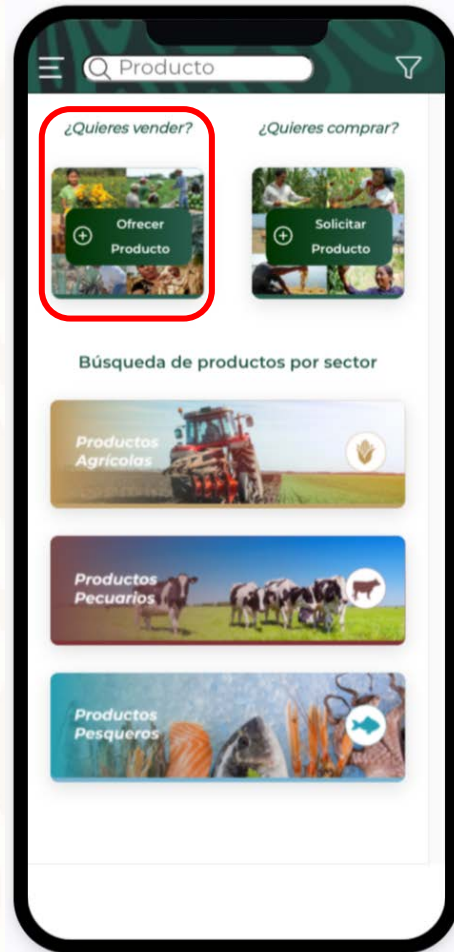 Producto
¿Quieres vender?
¿Quieres comprar?
Ofrecer
Producto
Solicitar
Producto
Búsqueda de productos por sector
Productos
Agrícolas
Productos
Pecuarios
Productos
Pesqueros